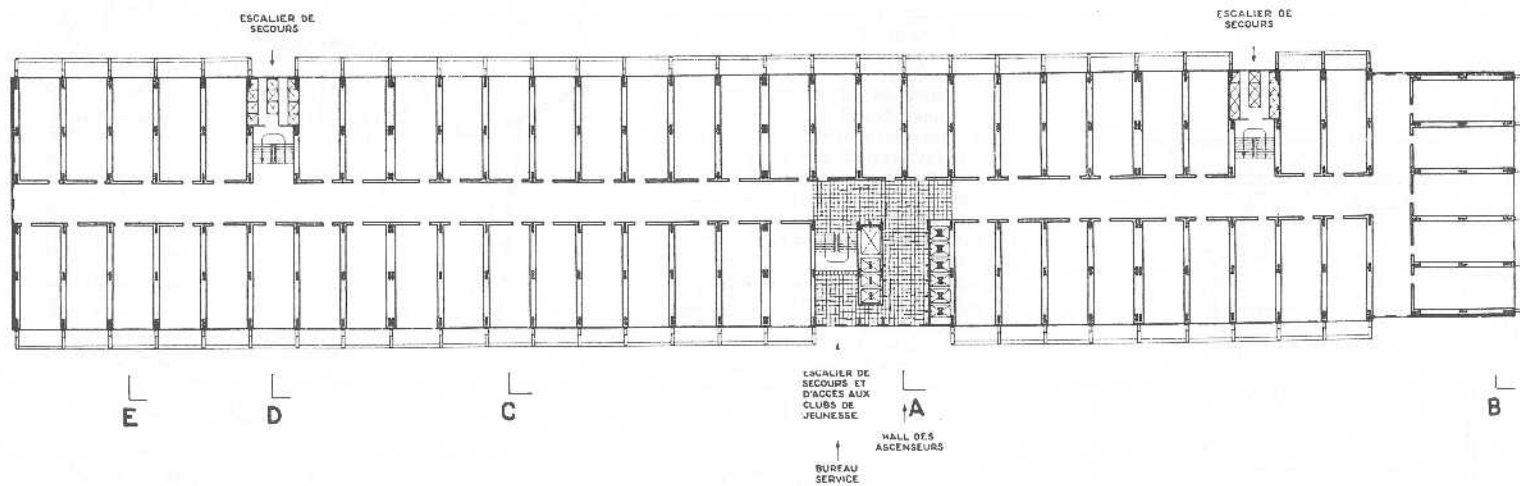 ESCALIER DE
SECOURS
ESCALIER DE
SECOURS
E
D
C
ESCALIER DE
SECOURS ET
D'ACCÈS AUX
CLUBS DE
JEUNESSE
A
B
HALL DES
ASCENSEURS
BUREAU
SERVICE